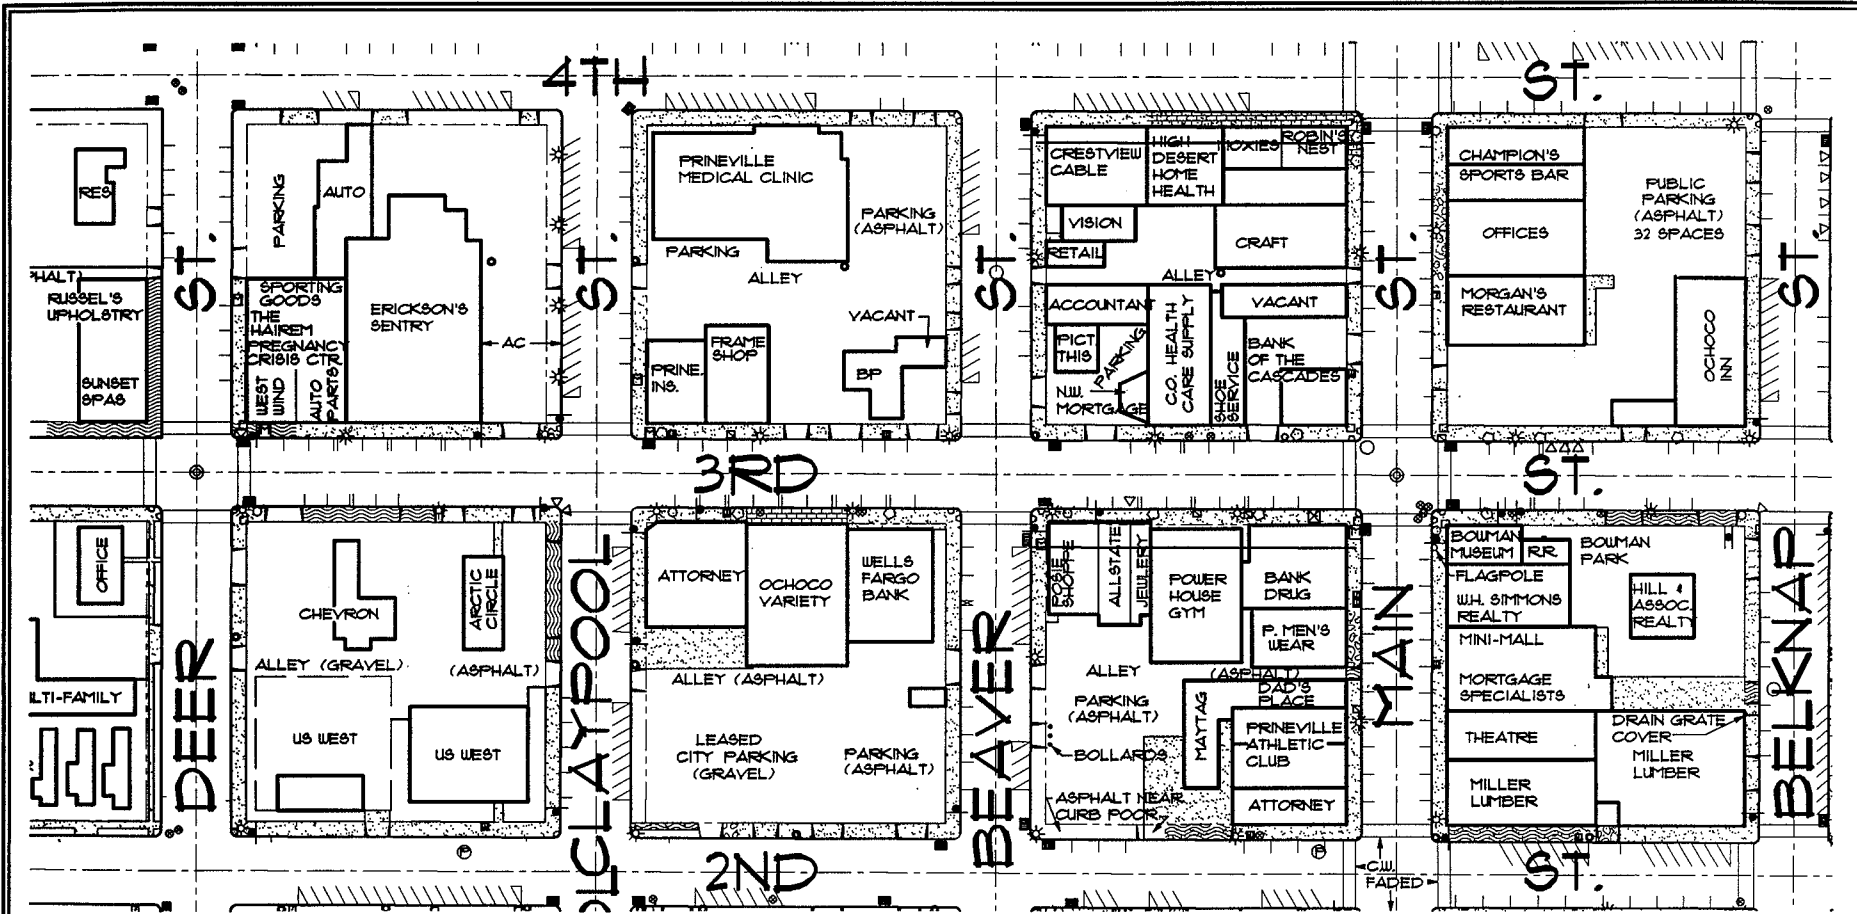 4TH
ST.
RES
PARKING
AUTO
PRINEVILLE
MEDICAL CLINIC
PARKING
(ASPHALT)
PARKING
ALLEY
CRESTVIEW
CABLE
HIGH
DESERT
HOME
HEALTH
ROBIN'S
NEST
VISION
RETAIL
CRAFT
ALLEY
CHAMPION'S
SPORTS BAR
OFFICES
PUBLIC
PARKING
(ASPHALT)
32 SPACES
ST.
ST.
ST.
ST.
ST.
RUSSEL'S
UPHOLSTRY
SUNSET
SPAS
SPORTING
GOODS
THE
HAIREM
PREGNANCY
CRISIS CTR.
WEST
WIND
AUTO
PARTS
ERICKSON'S
SENTRY
AC
PRINE.
INS.
FRAME
SHOP
VACANT
BP
ACCOUNTANT
PICT
THIS
PARKING
N.W.
MORTGAGE
C.O. HEALTH
CARE SUPPLY
SHOE
SERVICE
VACANT
BANK
OF THE
CASCADES
MORGAN'S
RESTAURANT
OCHOCO
INN
3RD
ST.
OFFICE
CHEVRON
ARCTIC
CIRCLE
ALLEY (GRAVEL)
(ASPHALT)
ATTORNEY
OCHOCO
VARIETY
WELLS
FARGO
BANK
ALLEY (ASPHALT)
POSIE
SHOPPE
ALLSTATE
JEWLERY
POWER
HOUSE
GYM
BANK
DRUG
P. MEN'S
WEAR
ALLEY
(ASPHALT)
BOWMAN
MUSEUM
R.R.
BOWMAN
PARK
FLAGPOLE
W.H. SIMMONS
REALTY
HILL &
ASSOC.
REALTY
MINI-MALL
MORTGAGE
SPECIALISTS
DEER
CLAYPOOL
BEAVER
MAIN
BELKNAP
LTI-FAMILY
US WEST
US WEST
LEASED
CITY PARKING
(GRAVEL)
PARKING
(ASPHALT)
PARKING
(ASPHALT)
BOLLARDS
ASPHALT NEAR
CURB POOR
MAYTAG
DAD'S
PLACE
PRINEVILLE
ATHLETIC
CLUB
ATTORNEY
THEATRE
MILLER
LUMBER
DRAIN GRATE
COVER
MILLER
LUMBER
2ND
ST.
C.W.
FADED